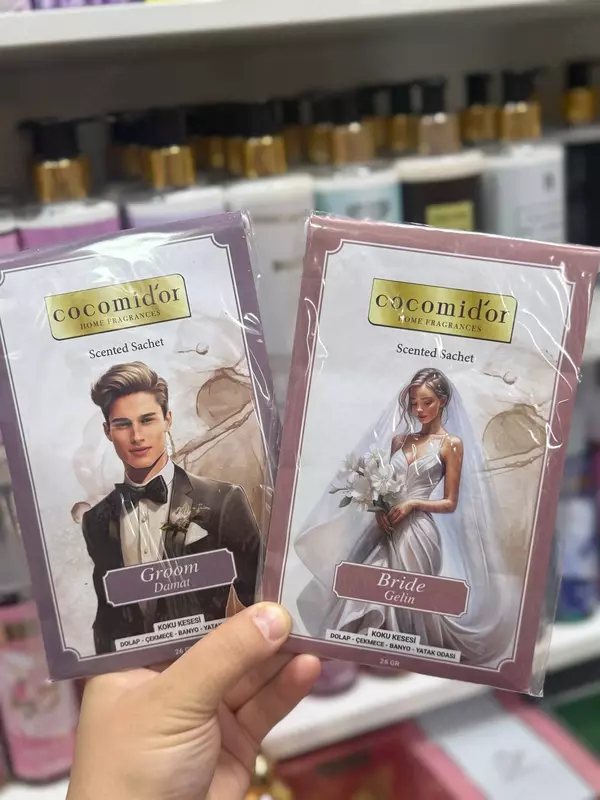 cocomid'or
HOME FRAGRANCES
Scented Sachet
Groom
Damat
KOKU KESESİ
DOLAP - ÇEKMECE - BANYO - YATAK
26 G
cocomid'or
HOME FRAGRANCES
Scented Sachet
Bride
Gelin
KOKU KESESİ
DOLAP - ÇEKMECE - BANYO - YATAK ODASI
26 GR